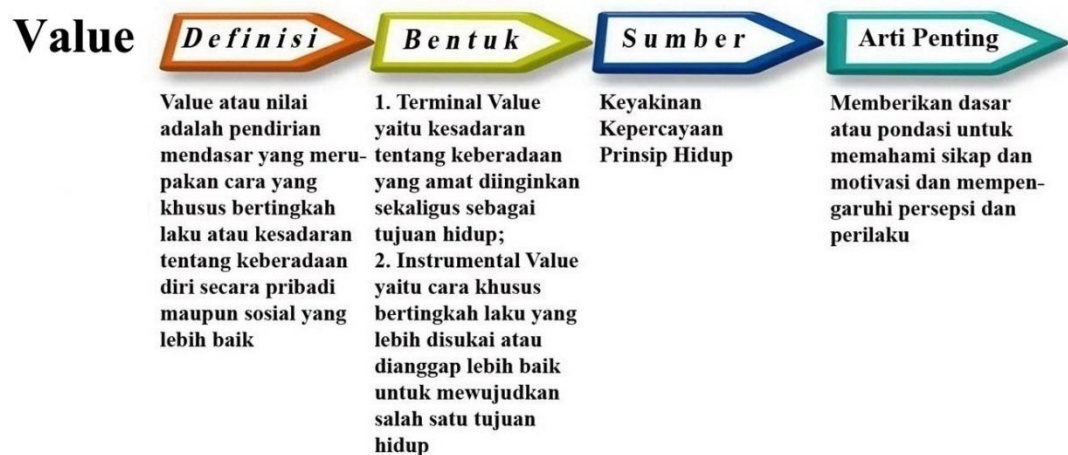 Value
Definisi
Value atau nilai
adalah pendirian
mendasar yang meru-
pakan cara yang
khusus bertingkah
laku atau kesadaran
tentang keberadaan
diri secara pribadi
maupun sosial yang
lebih baik
Bentuk
1. Terminal Value
yaitu kesadaran
tentang keberadaan
yang amat diinginkan
sekaligus sebagai
tujuan hidup;
2. Instrumental Value
yaitu cara khusus
bertingkah laku yang
lebih disukai atau
dianggap lebih baik
untuk mewujudkan
salah satu tujuan
hidup
Sumber
Keyakinan
Kepercayaan
Prinsip Hidup
Arti Penting
Memberikan dasar
atau pondasi untuk
memahami sikap dan
motivasi dan mempen-
garuhi persepsi dan
perilaku